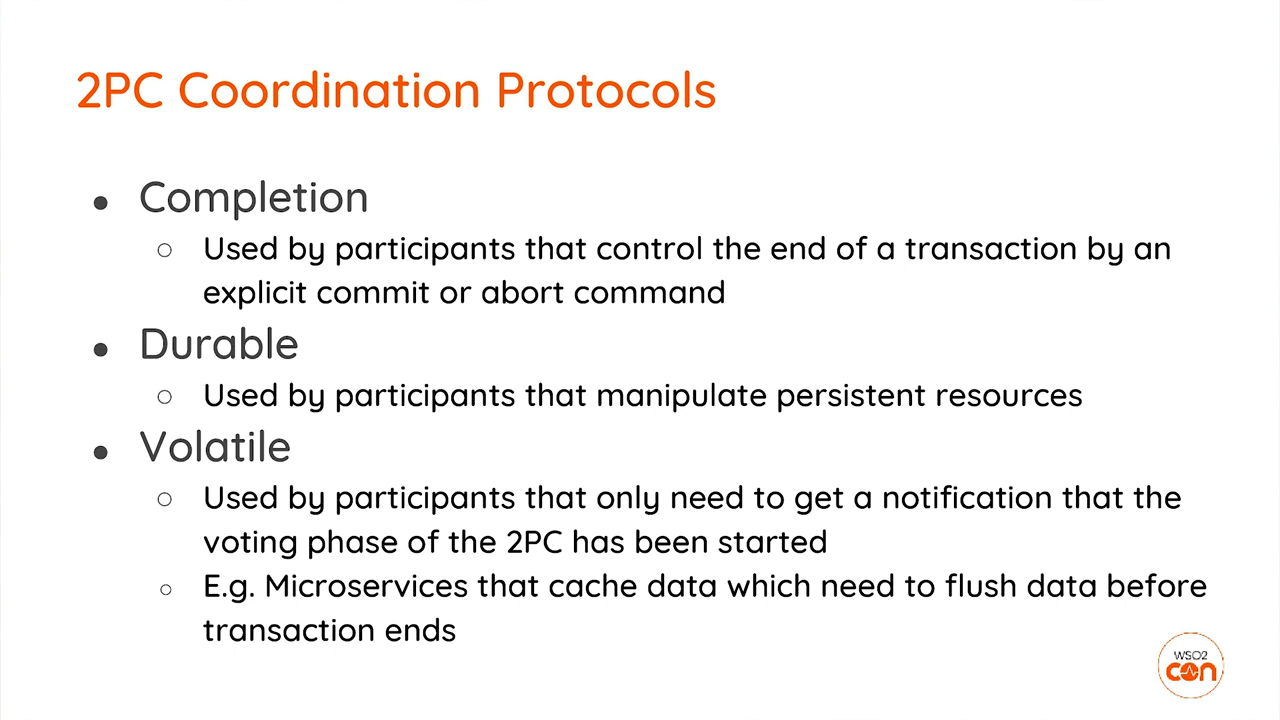 2PC Coordination Protocols
● Completion
○ Used by participants that control the end of a transaction by an
explicit commit or abort command
● Durable
○ Used by participants that manipulate persistent resources
● Volatile
○ Used by participants that only need to get a notification that the
voting phase of the 2PC has been started
○ E.g. Microservices that cache data which need to flush data before
transaction ends
WSO2
con